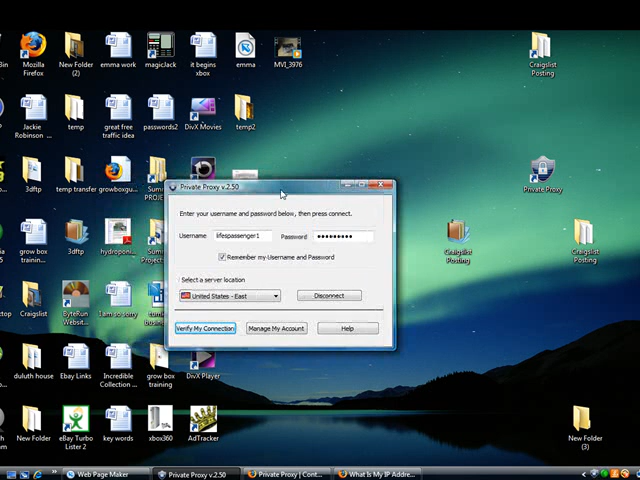 Mozilla Firefox
New Folder (2)
emma work
magicJack
it begins xbox
emma
MVI_3976
Craigslist Posting
Jackie Robinson ...
temp
great free traffic idea
passwords2
DivX Movies
temp2
3dftp
temp transfer
growboxgu...
Private Proxy
Private Proxy v.2.50
Enter your username and password below, then press connect.
Username
lifespassenger1
Password
Remember my Username and Password
Select a server location
United States - East
Disconnect
Verify My Connection
Manage My Account
Help
grow box training...
3dftp
hydroponi...
Craigslist Posting
Craigslist Posting
Craigslist
ByteRun Websit...
I am so sorry
duluth house
Ebay Links
Incredible Collection ...
grow box training
DivX Player
New Folder
eBay Turbo Lister 2
key words
xbox360
AdTracker
New Folder (3)
Web Page Maker
Private Proxy v.2.50
Private Proxy | Cont...
What Is My IP Addre...